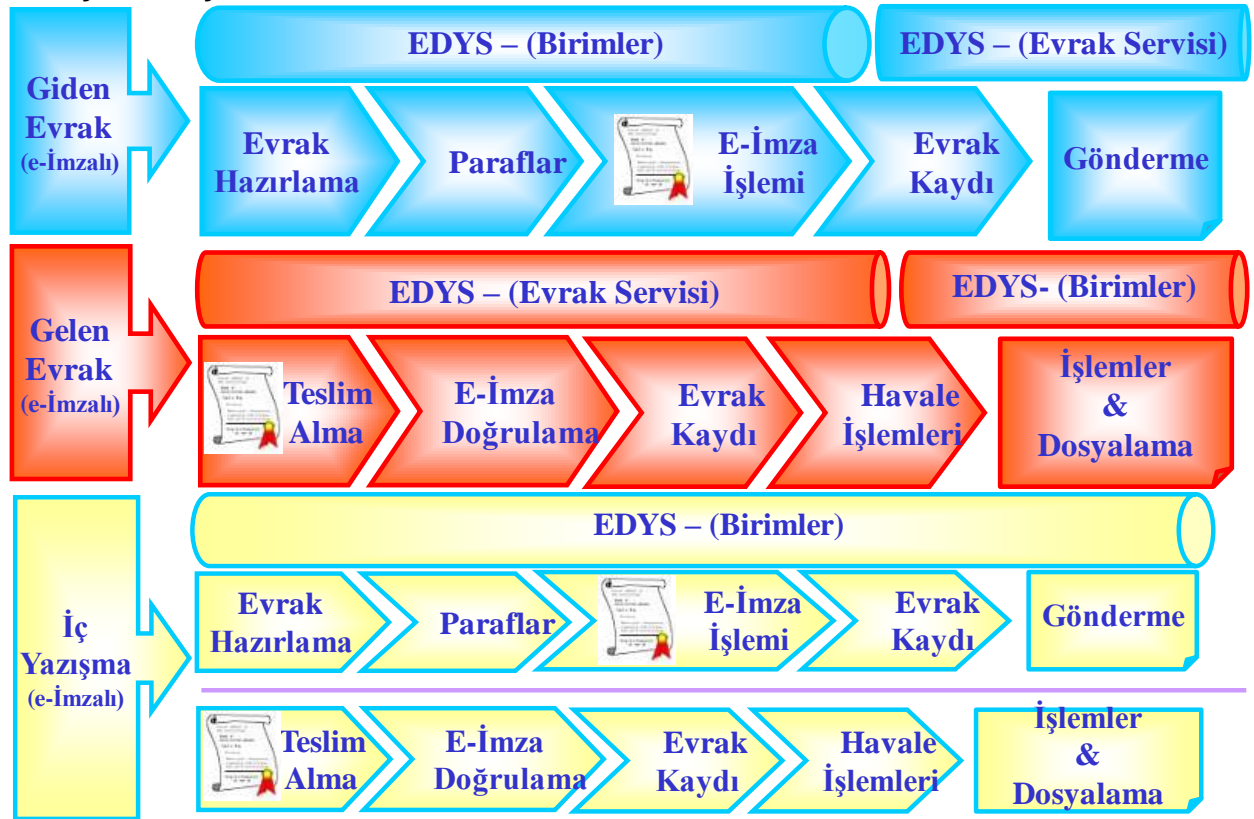 EDYS – (Birimler)
EDYS – (Evrak Servisi)
Giden
Evrak
(e-İmzalı)
Evrak
Hazırlama
Paraflar
E-İmza
İşlemi
Evrak
Kaydı
Gönderme
EDYS – (Evrak Servisi)
EDYS- (Birimler)
Gelen
Evrak
(e-İmzalı)
Teslim
Alma
E-İmza
Doğrulama
Evrak
Kaydı
Havale
İşlemleri
İşlemler
&
Dosyalama
EDYS – (Birimler)
İç
Yazışma
(e-İmzalı)
Evrak
Hazırlama
Paraflar
E-İmza
İşlemi
Evrak
Kaydı
Gönderme
Teslim
Alma
E-İmza
Doğrulama
Evrak
Kaydı
Havale
İşlemleri
İşlemler
&
Dosyalama